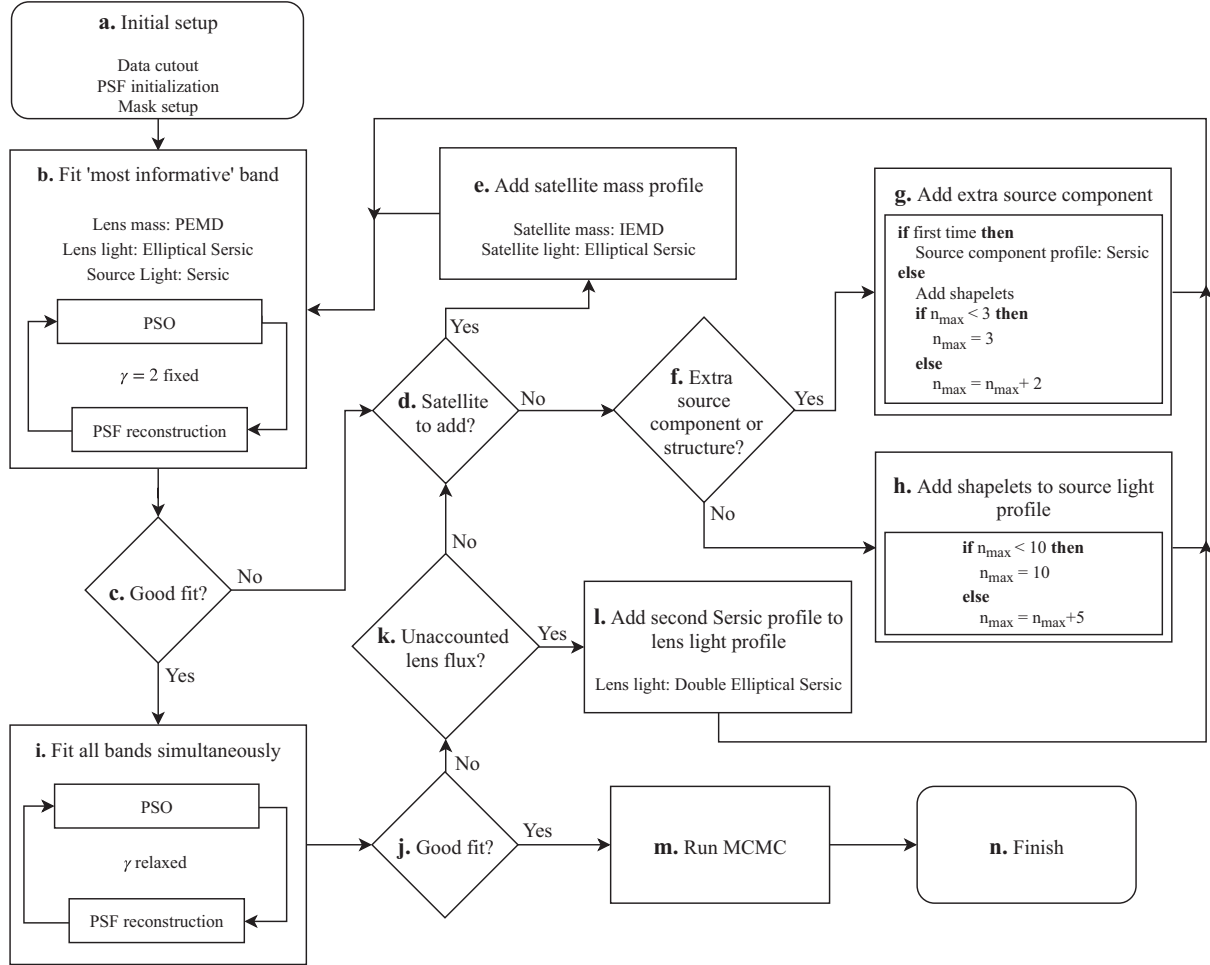 a. Initial setup
Data cutout
PSF initialization
Mask setup
b. Fit 'most informative' band
Lens mass: PEMD
Lens light: Elliptical Sersic
Source Light: Sersic
PSO
γ = 2 fixed
PSF reconstruction
c. Good fit?
No
Yes
d. Satellite
to add?
Yes
No
e. Add satellite mass profile
Satellite mass: IEMD
Satellite light: Elliptical Sersic
f. Extra
source
component or
structure?
Yes
No
g. Add extra source component
if first time then
Source component profile: Sersic
else
Add shapelets
if n_max < 3 then
n_max = 3
else
n_max = n_max+ 2
h. Add shapelets to source light
profile
if n_max < 10 then
n_max = 10
else
n_max = n_max+5
i. Fit all bands simultaneously
PSO
γ relaxed
PSF reconstruction
j. Good fit?
No
Yes
k. Unaccounted
lens flux?
No
Yes
l. Add second Sersic profile to
lens light profile
Lens light: Double Elliptical Sersic
m. Run MCMC
n. Finish